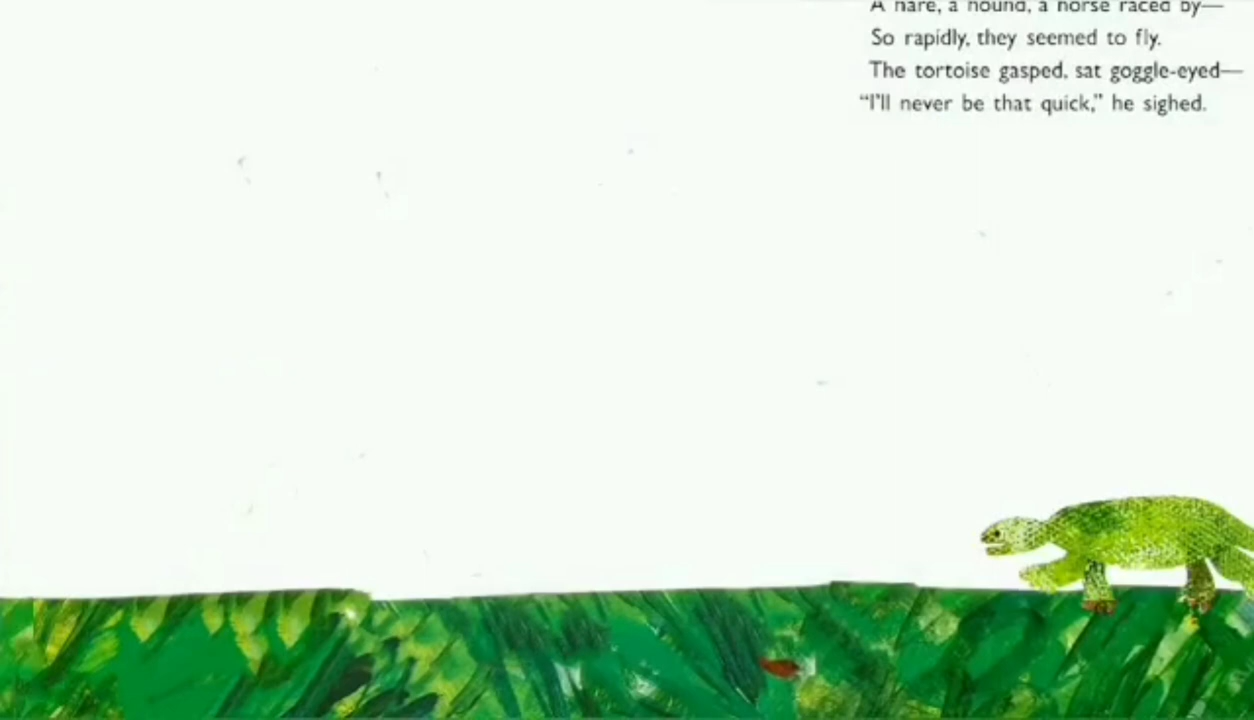 A hare, a hound, a horse raced by—
So rapidly, they seemed to fly.
The tortoise gasped, sat goggle-eyed—
“I’ll never be that quick,” he sighed.